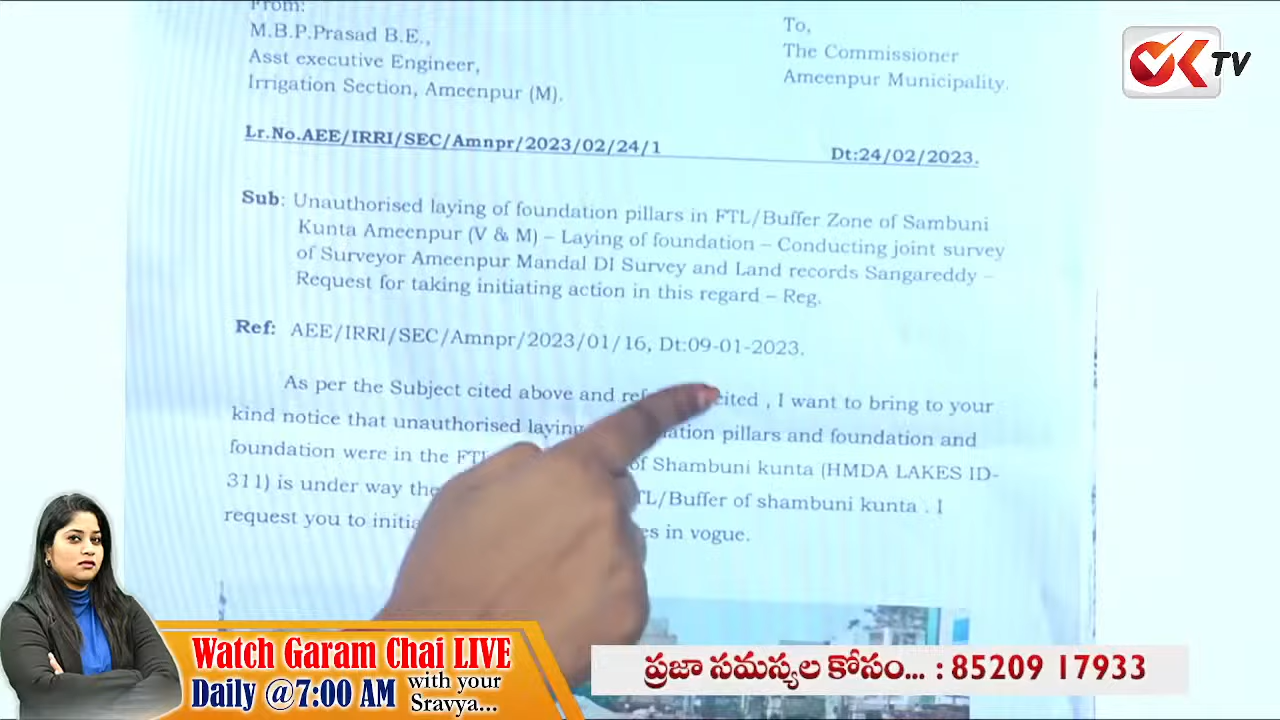 From:
M.B.P.Prasad B.E.,
Asst executive Engineer,
Irrigation Section, Ameenpur (M).
To,
The Commissioner
Ameenpur Municipality.
OK TV
Lr.No.AEE/IRRI/SEC/Amnpr/2023/02/24/1 Dt:24/02/2023.
Sub: Unauthorised laying of foundation pillars in FTL/Buffer Zone of Sambuni
Kunta Ameenpur (V & M) – Laying of foundation – Conducting joint survey
of Surveyor Ameenpur Mandal DI Survey and Land records Sangareddy –
Request for taking initiating action in this regard – Reg.
Ref: AEE/IRRI/SEC/Amnpr/2023/01/16, Dt:09-01-2023.
As per the Subject cited above and cited , I want to bring to your
kind notice that unauthorised laying pillars and foundation and
foundation were in the of Shambuni kunta (HMDA LAKES ID-
311) is under way /Buffer of shambuni kunta . I
request you to in vogue.
Watch Garam Chai LIVE
Daily @7:00 AM with your
Sravya...
ప్రజా సమస్యల కోసం... : 85209 17933